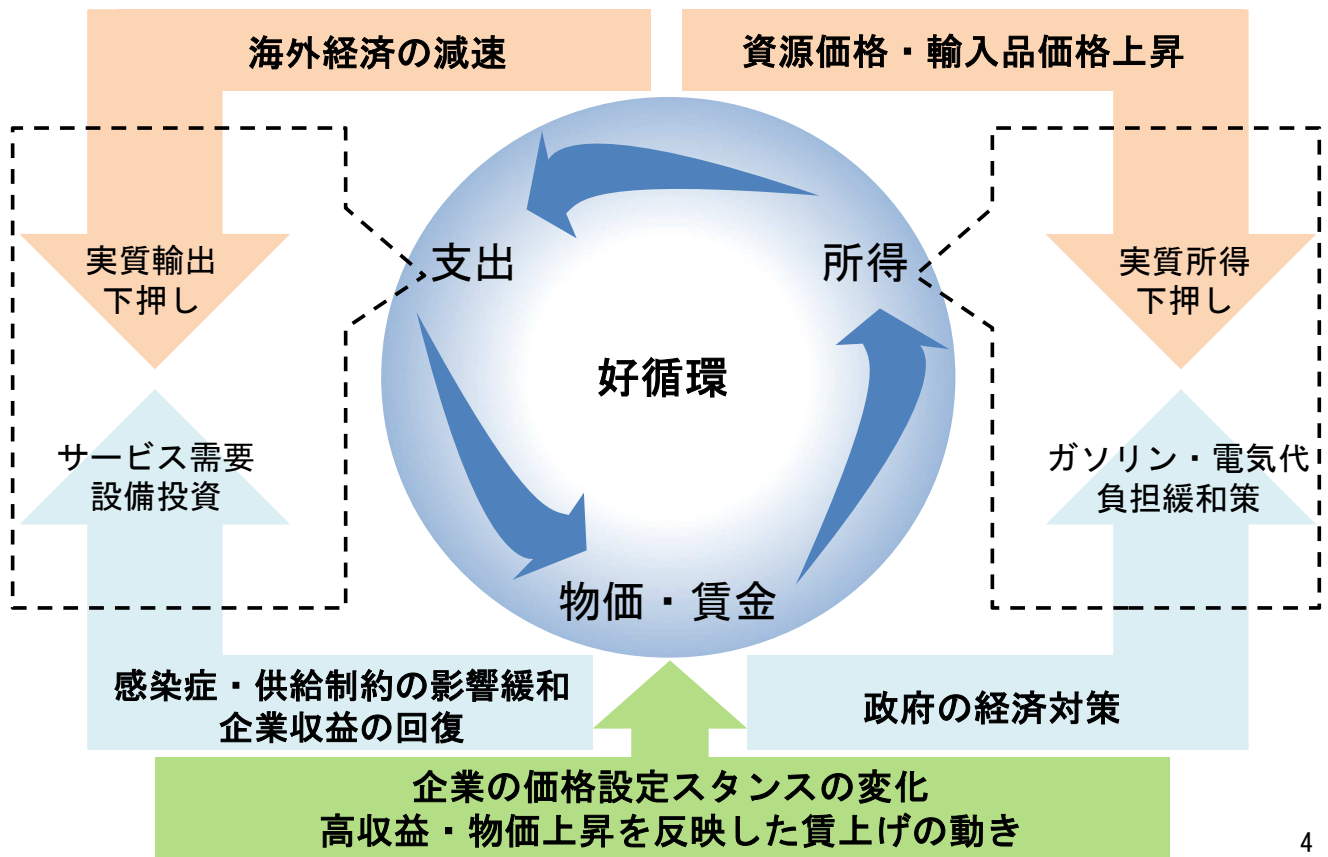 海外経済の減速
資源価格・輸入品価格上昇
実質輸出
下押し
支出
所得
実質所得
下押し
好循環
サービス需要
設備投資
ガソリン・電気代
負担緩和策
物価・賃金
感染症・供給制約の影響緩和
企業収益の回復
政府の経済対策
企業の価格設定スタンスの変化
高収益・物価上昇を反映した賃上げの動き
4